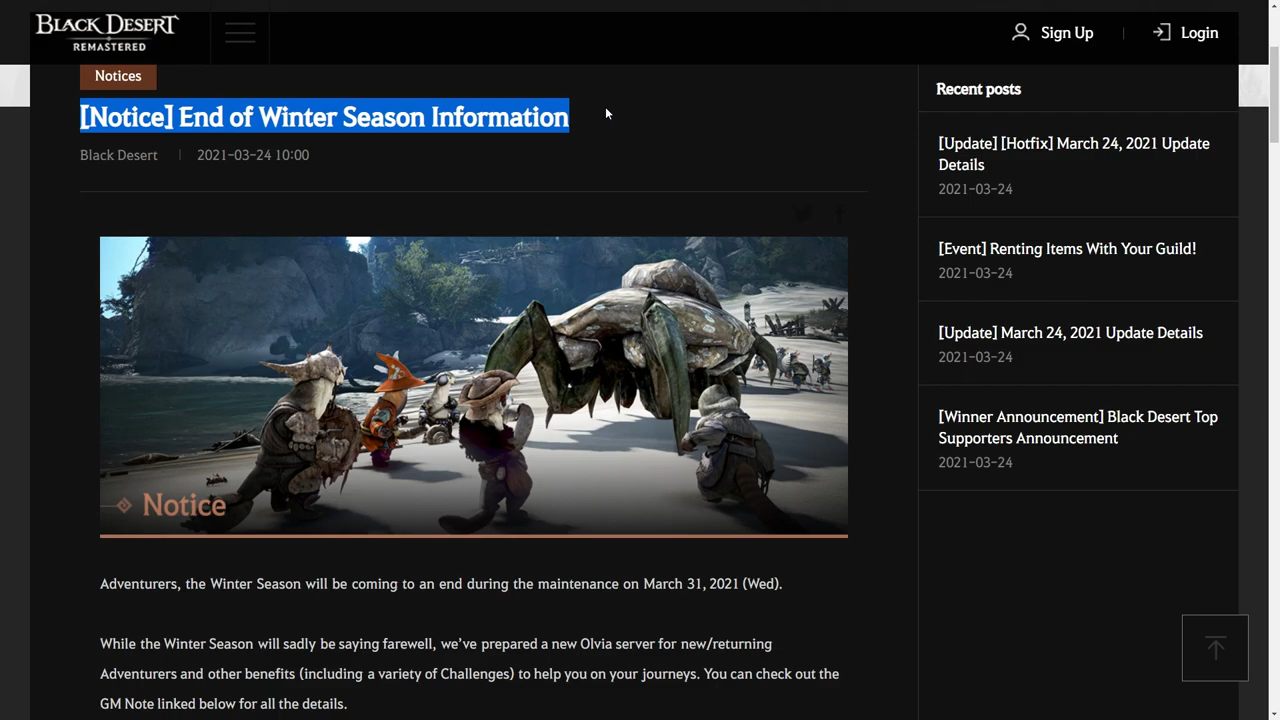 BLACK DESERT
REMASTERED
Sign Up
Login
Notices
[Notice] End of Winter Season Information
Black Desert
2021-03-24 10:00
Notice
Adventurers, the Winter Season will be coming to an end during the maintenance on March 31, 2021 (Wed).
While the Winter Season will sadly be saying farewell, we've prepared a new Olvia server for new/returning
Adventurers and other benefits (including a variety of Challenges) to help you on your journeys. You can check out the
GM Note linked below for all the details.
Recent posts
[Update] [Hotfix] March 24, 2021 Update
Details
2021-03-24
[Event] Renting Items With Your Guild!
2021-03-24
[Update] March 24, 2021 Update Details
2021-03-24
[Winner Announcement] Black Desert Top
Supporters Announcement
2021-03-24